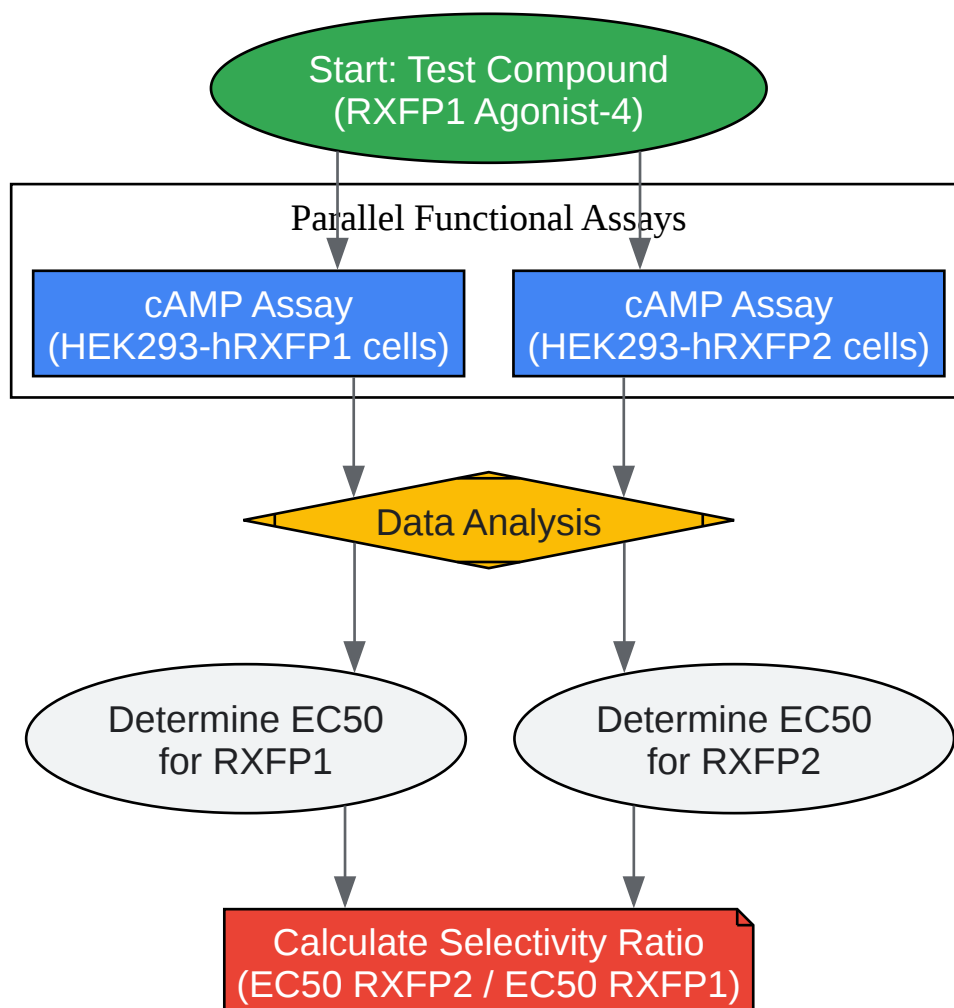 Start: Test Compound
(RXFP1 Agonist-4)
Parallel Functional Assays
cAMP Assay
(HEK293-hRXFP1 cells)
cAMP Assay
(HEK293-hRXFP2 cells)
Data Analysis
Determine EC50
for RXFP1
Determine EC50
for RXFP2
Calculate Selectivity Ratio
(EC50 RXFP2 / EC50 RXFP1)